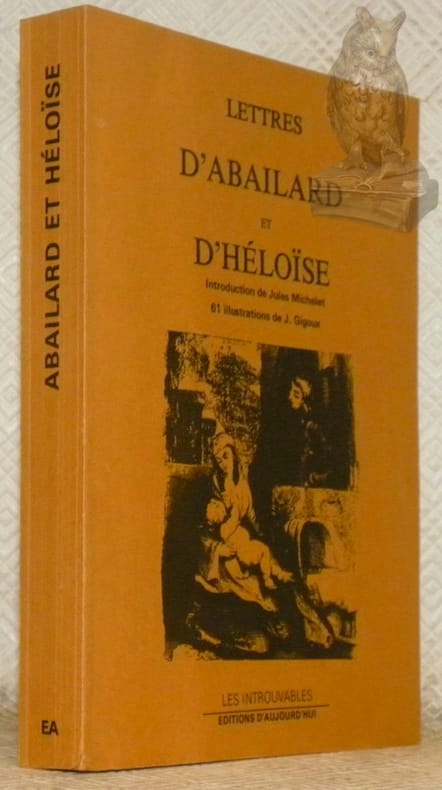 ABAILARD ET HÉLOÏSE
EA
LETTRES
D'ABAILARD
ET
D'HÉLOÏSE
Introduction de Jules Michelet
61 illustrations de J. Gigoux
LES INTROUVABLES
EDITIONS D'AUJOURD'HUI